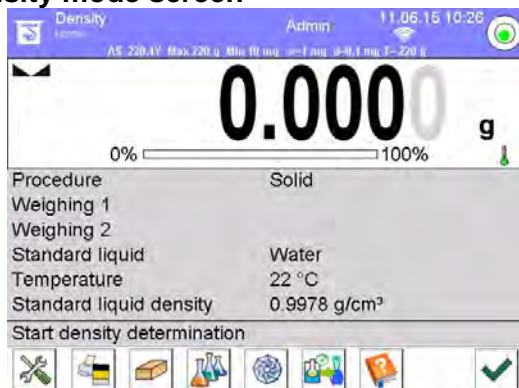 Density mode screen
Density Admin 11.06.15 10:26
Home
AS 220.4Y Max 220 g Min 10 mg e=1 mg d=0.1 mg T=-220 g
0.0000 g
0% 100%
Procedure Solid
Weighing 1
Weighing 2
Standard liquid Water
Temperature 22 °C
Standard liquid density 0.9978 g/cm³
Start density determination